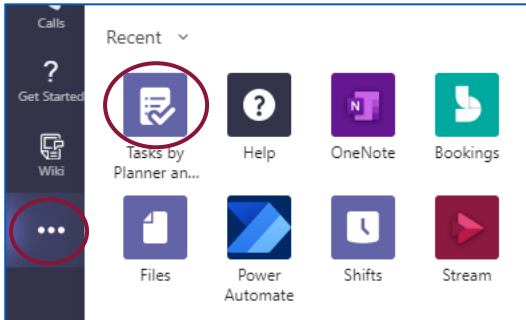 Calls
Get Started
Wiki
Recent
Tasks by
Planner an...
Help
OneNote
Bookings
Files
Power
Automate
Shifts
Stream